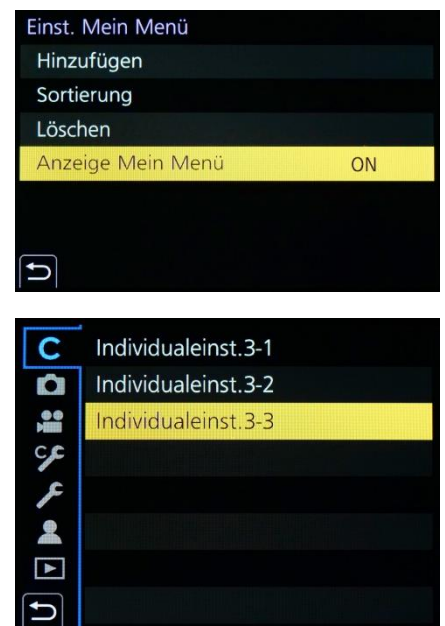 Einst. Mein Menü
Hinzufügen
Sortierung
Löschen
Anzeige Mein Menü ON
C
Individualeinst.3-1
Individualeinst.3-2
Individualeinst.3-3
C